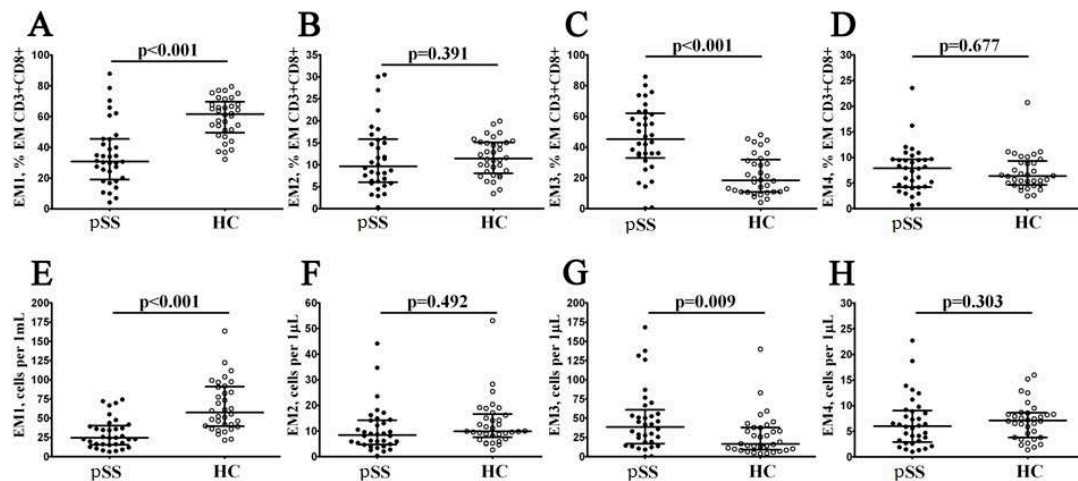 A
p<0.001
EM1, % EM CD3+CD8+
100
80
60
40
20
0
pSS
HC
B
p=0.391
EM2, % EM CD3+CD8+
35
30
25
20
15
10
5
0
pSS
HC
C
p<0.001
EM3, % EM CD3+CD8+
100
80
60
40
20
0
pSS
HC
D
p=0.677
EM4, % EM CD3+CD8+
30
25
20
15
10
5
0
pSS
HC
E
p<0.001
EM1, cells per 1mL
200
175
150
125
100
75
50
25
0
pSS
HC
F
p=0.492
EM2, cells per 1µL
60
50
40
30
20
10
0
pSS
HC
G
p=0.009
EM3, cells per 1µL
200
175
150
125
100
75
50
25
0
pSS
HC
H
p=0.303
EM4, cells per 1µL
30
25
20
15
10
5
0
pSS
HC